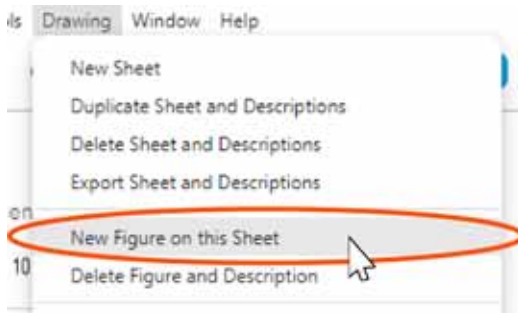 ls Drawing Window Help
New Sheet
Duplicate Sheet and Descriptions
Delete Sheet and Descriptions
Export Sheet and Descriptions
on
New Figure on this Sheet
10
Delete Figure and Description